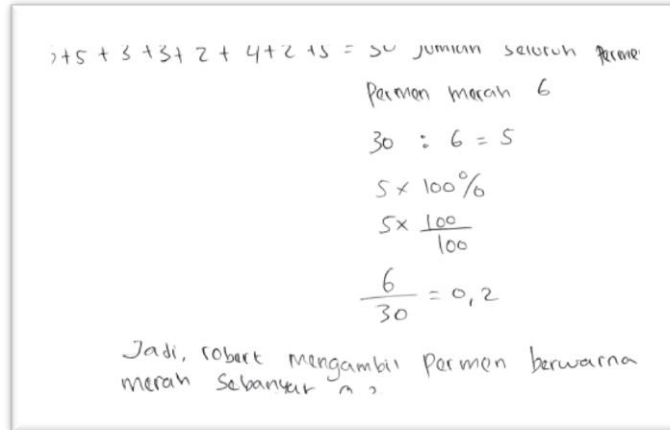 +5 + 3 + 3 + 2 + 4 + 2 + 5 = 30 jumlah seluruh
Permen merah 6
30 : 6 = 5
5 × 100%
5 × 100/100
6/30 = 0,2
Jadi, robert mengambil Permen berwarna
merah Sebanyak